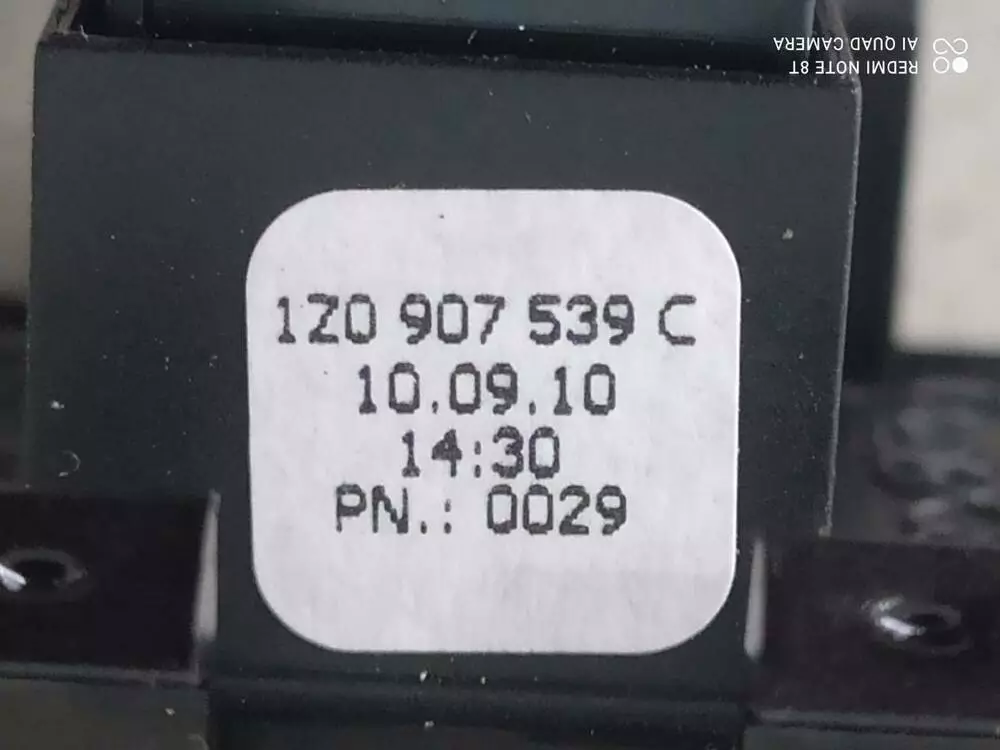 REDMI NOTE 8T
AI QUAD CAMERA
1Z0 907 539 C
10.09.10
14:30
PN.: 0029